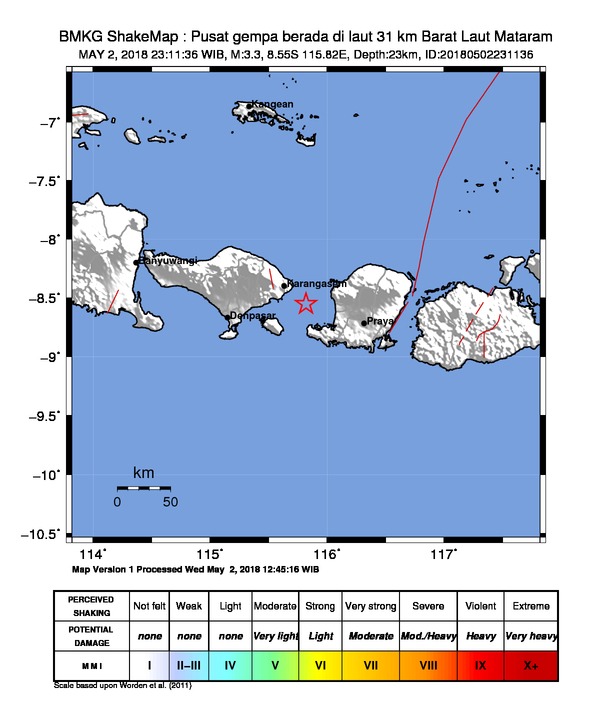 BMKG ShakeMap : Pusat gempa berada di laut 31 km Barat Laut Mataram
MAY 2, 2018 23:11:36 WIB, M:3.3, 8.55S 115.82E, Depth:23km, ID:20180502231136
Kangean
−7˚
−7.5˚
−8˚
Banyuwangi
Karangasem
−8.5˚
Denpasar
Praya
−9˚
−9.5˚
−10˚
km
0 50
−10.5˚
114˚ 115˚ 116˚ 117˚
Map Version 1 Processed Wed May 2, 2018 12:45:16 WIB
PERCEIVED SHAKING Not felt Weak Light Moderate Strong Very strong Severe Violent Extreme
POTENTIAL DAMAGE none none none Very light Light Moderate Mod./Heavy Heavy Very heavy
MMI I II–III IV V VI VII VIII IX X+
Scale based upon Worden et al. (2011)